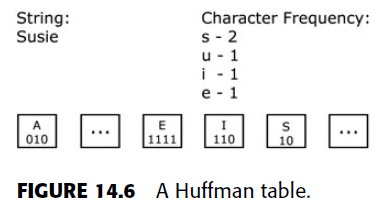 String:
Susie
Character Frequency:
s - 2
u - 1
i - 1
e - 1
A
010
...
E
1111
I
110
S
10
...
FIGURE 14.6 A Huffman table.